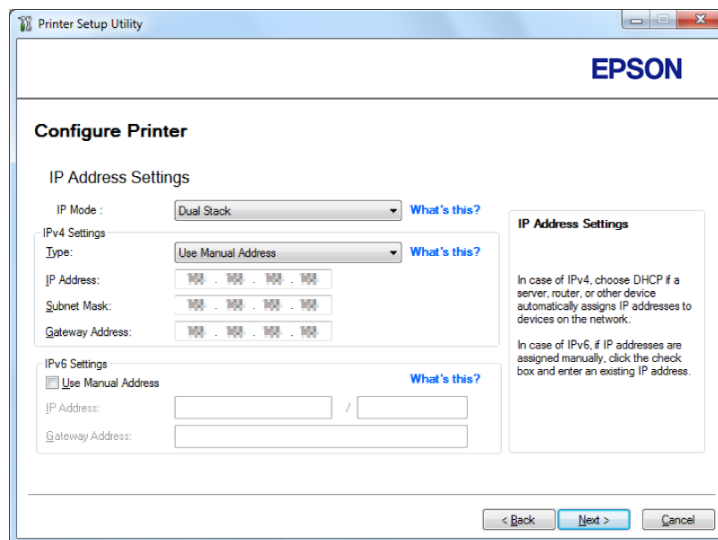 Printer Setup Utility
EPSON
Configure Printer
IP Address Settings
IP Mode : Dual Stack What's this?
IPv4 Settings
Type: Use Manual Address What's this?
IP Address:
Subnet Mask:
Gateway Address:
IPv6 Settings
Use Manual Address What's this?
IP Address: /
Gateway Address:
IP Address Settings
In case of IPv4, choose DHCP if a
server, router, or other device
automatically assigns IP addresses to
devices on the network.
In case of IPv6, if IP addresses are
assigned manually, click the check
box and enter an existing IP address.
< Back Next > Cancel